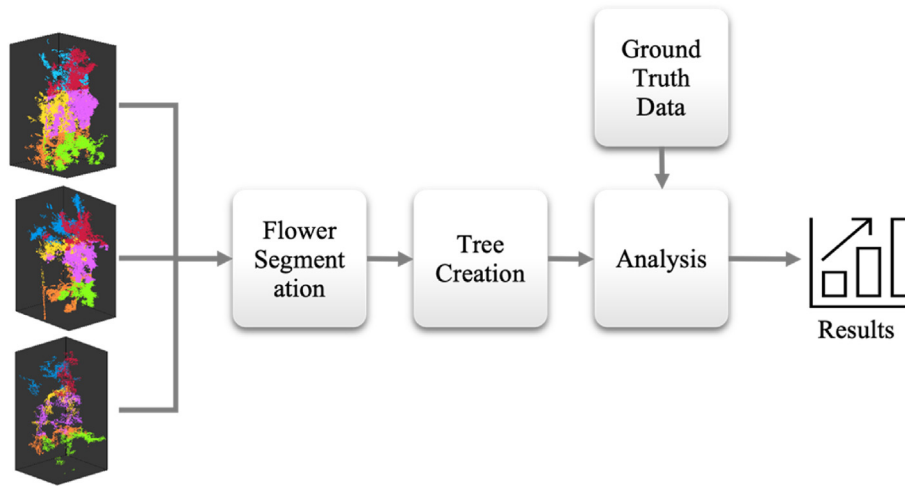 Ground
Truth
Data
Flower
Segment
ation
Tree
Creation
Analysis
Results